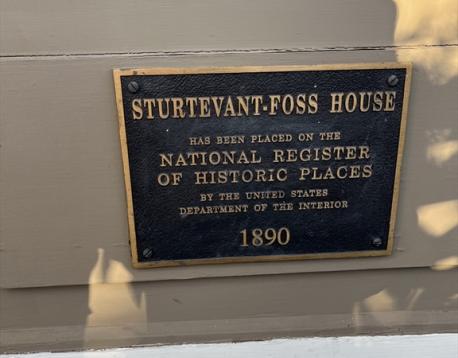 STURTEVANT-FOSS HOUSE
HAS BEEN PLACED ON THE
NATIONAL REGISTER
OF HISTORIC PLACES
BY THE UNITED STATES
DEPARTMENT OF THE INTERIOR
1890